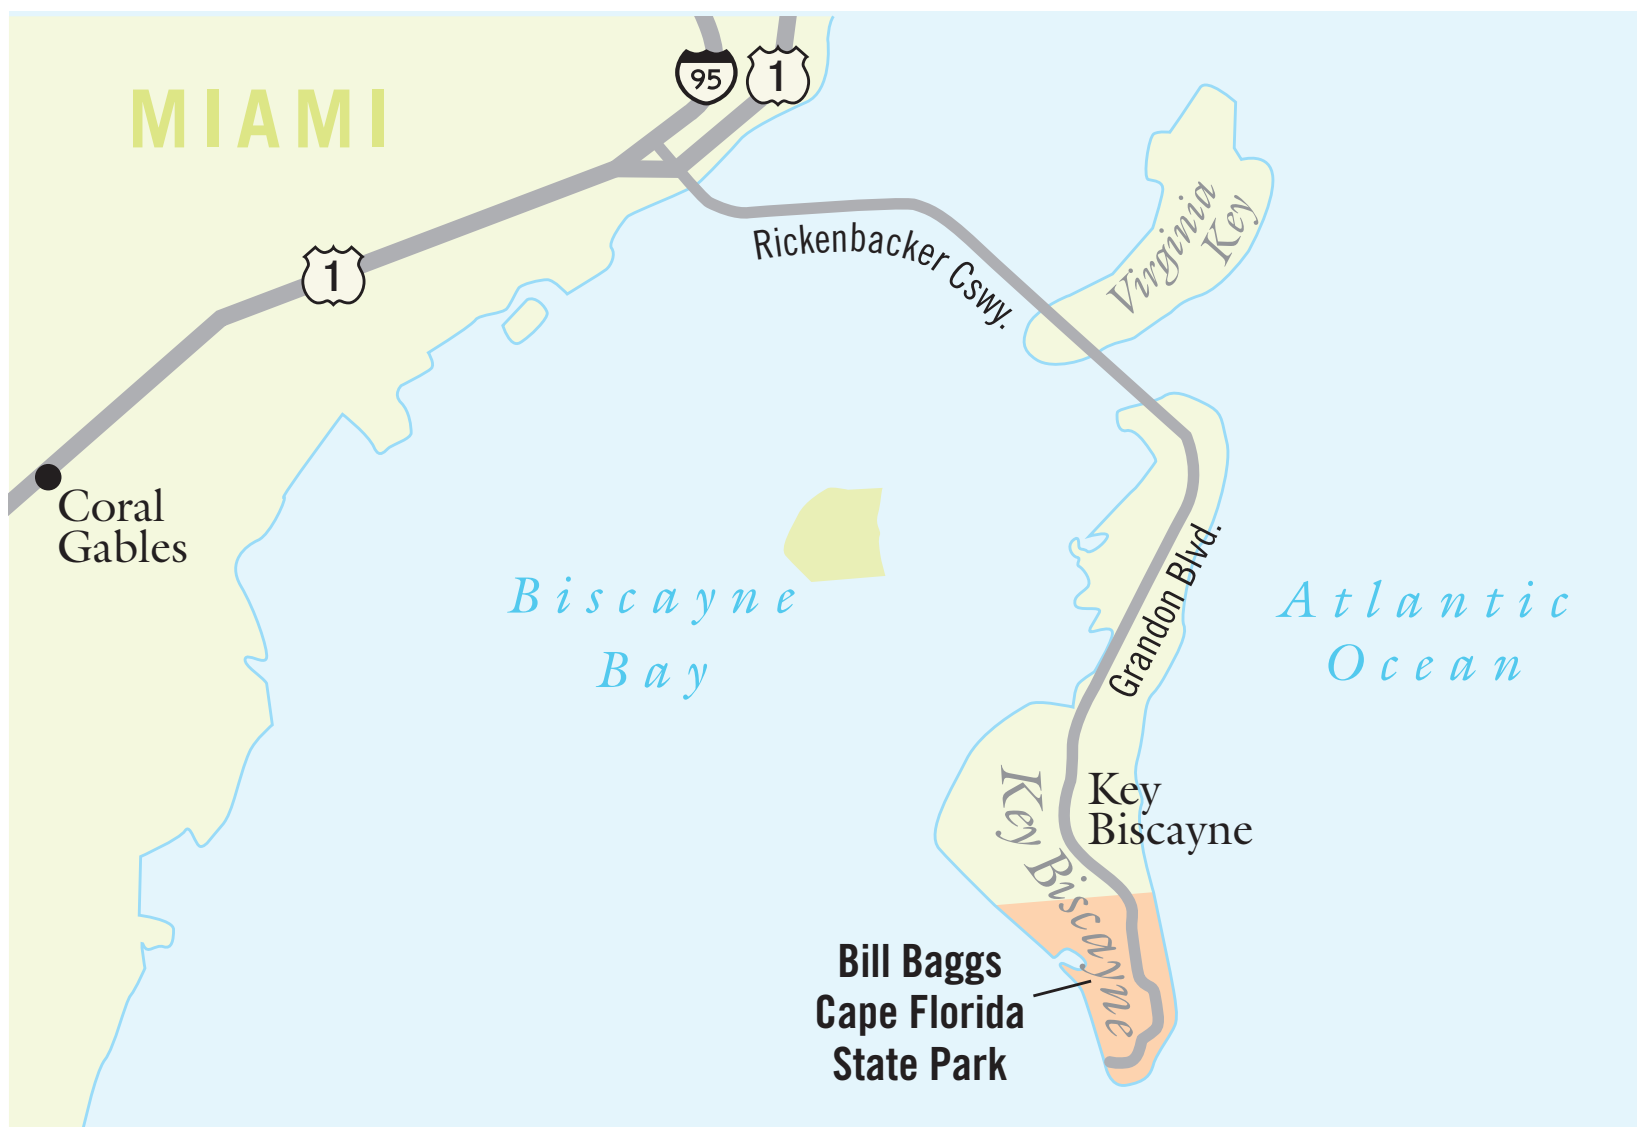 MIAMI
95
1
1
Rickenbacker Cswy.
Virginia
Key
Coral
Gables
Biscayne
Bay
Grandon Blvd.
Atlantic
Ocean
Key
Biscayne
Key Biscayne
Bill Baggs
Cape Florida
State Park